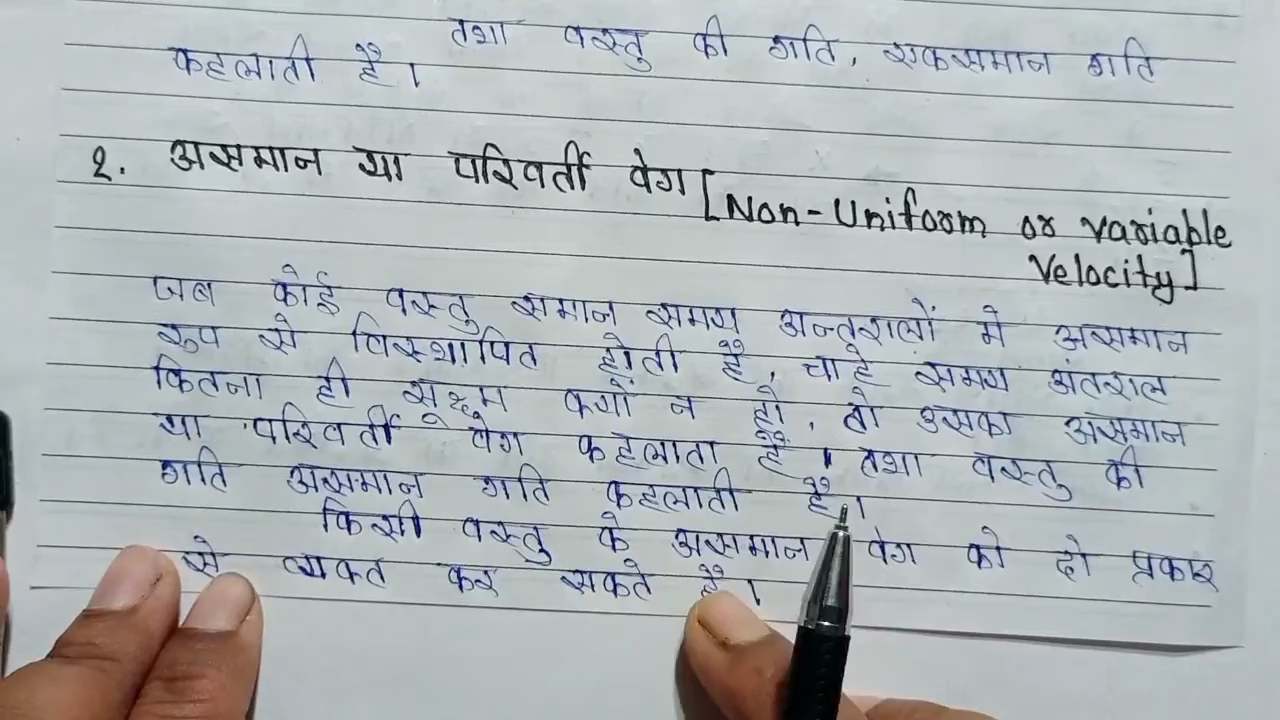 तथा वस्तु की गति, एकसमान गति
कहलाती है।
2. असमान या परिवर्ती वेग [Non-Uniform or variable
Velocity]
जब कोई वस्तु समान समय अन्तरालों मे असमान
रूप से विस्थापित होती है, चाहे समय अंतराल
कितना ही सूक्ष्म क्यों न हो, तो उसका असमान
या परिवर्ती वेग कहलाता है। तथा वस्तु की
गति असमान गति कहलाती है।
किसी वस्तु के असमान वेग को दो प्रकार
से व्यक्त कर सकते है।